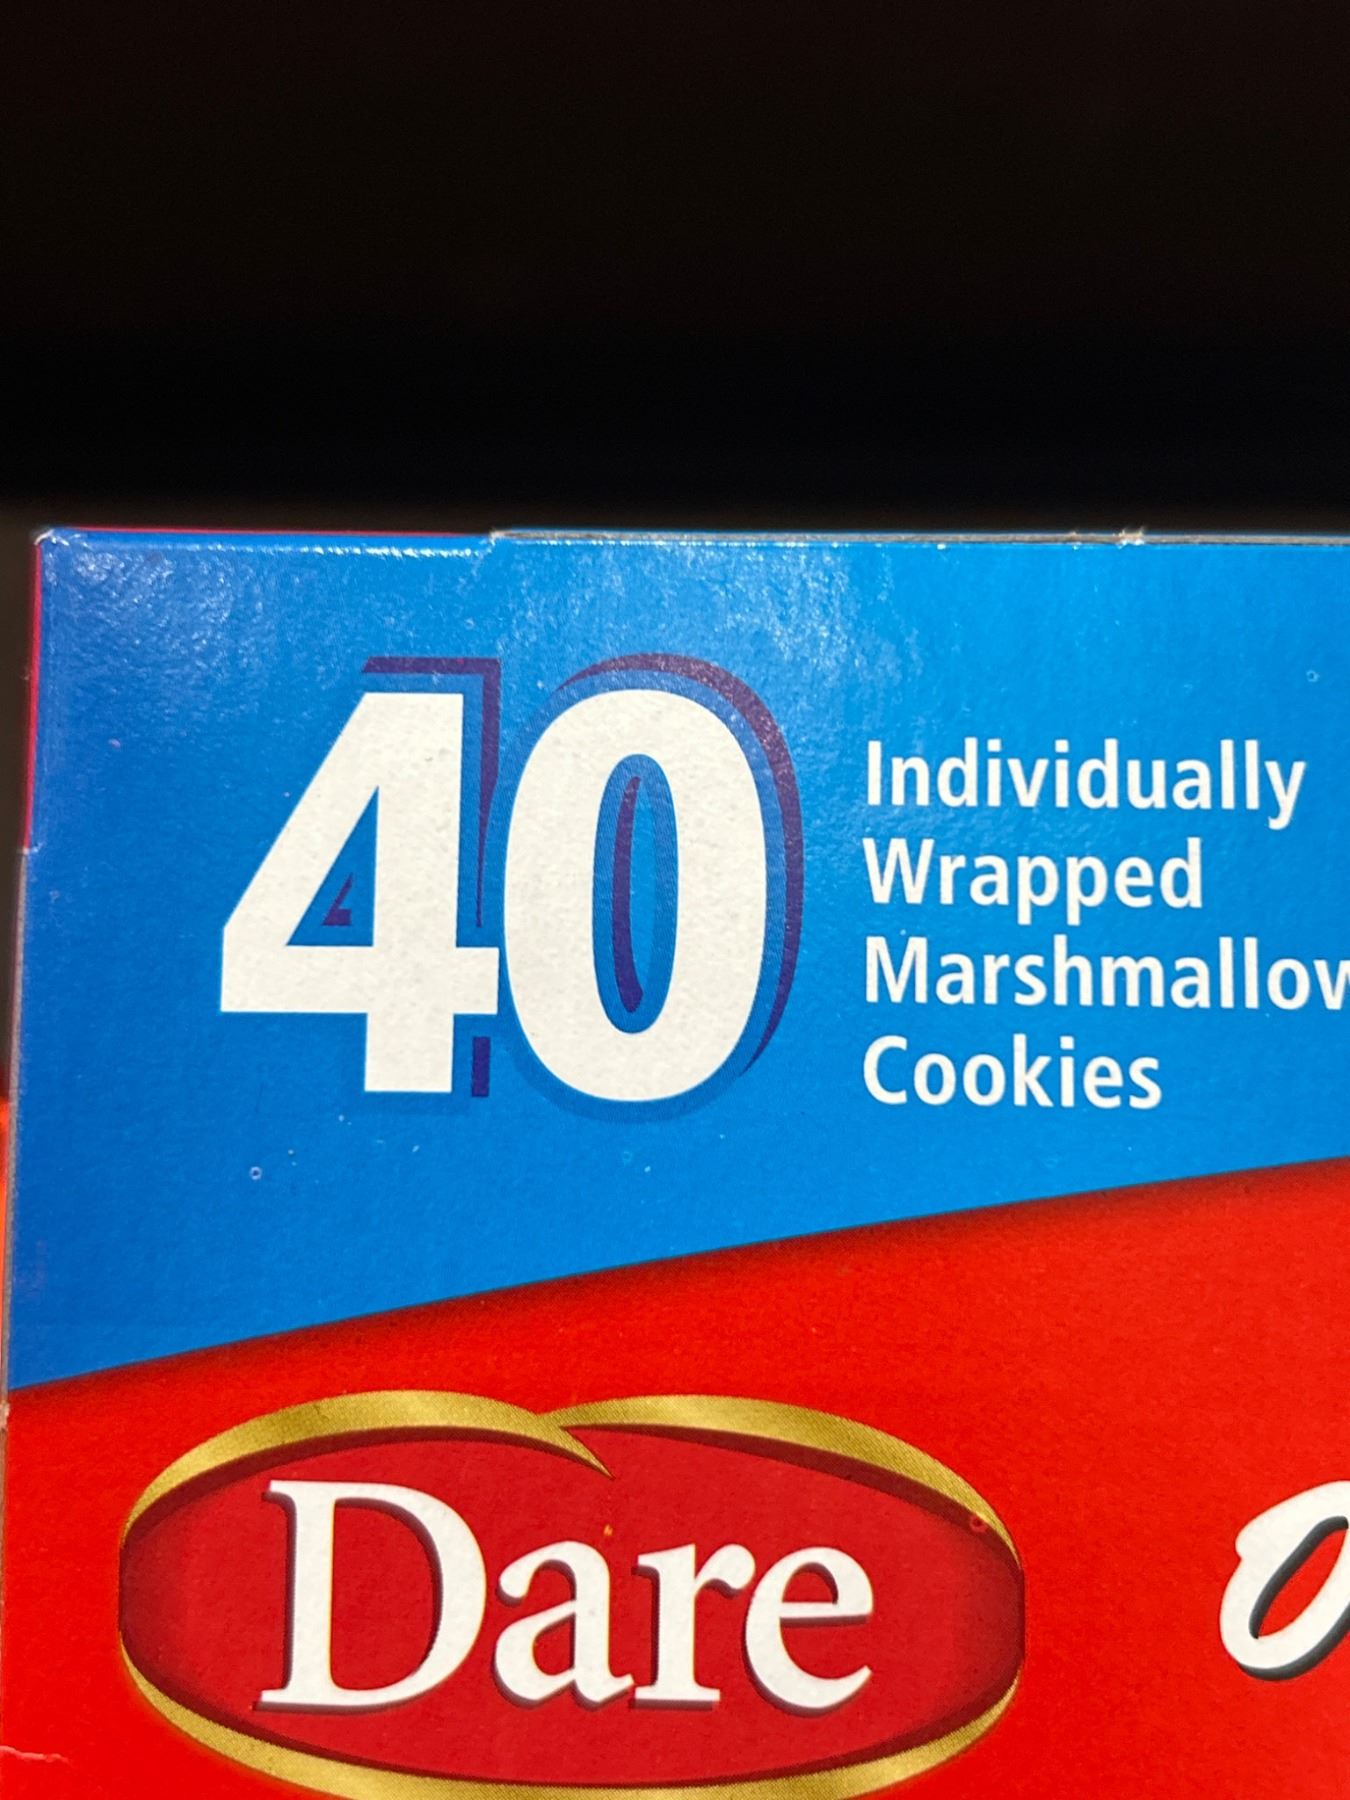 40
Individually
Wrapped
Marshmallow
Cookies
Dare